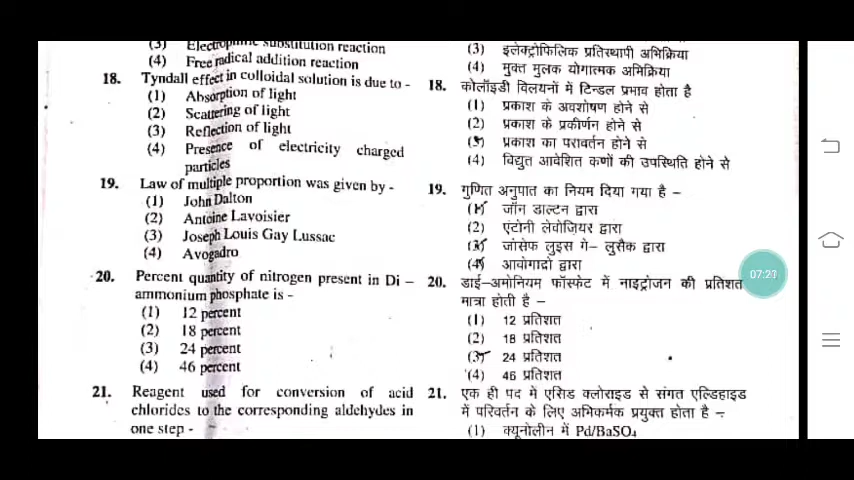 (3) Electrophilic substitution reaction
(4) Free radical addition reaction
18. Tyndall effect in colloidal solution is due to -
(1) Absorption of light
(2) Scattering of light
(3) Reflection of light
(4) Presence of electricity charged
particles
19. Law of multiple proportion was given by -
(1) John Dalton
(2) Antoine Lavoisier
(3) Joseph Louis Gay Lussac
(4) Avogadro
20. Percent quantity of nitrogen present in Di –
ammonium phosphate is -
(1) 12 percent
(2) 18 percent
(3) 24 percent
(4) 46 percent
21. Reagent used for conversion of acid
chlorides to the corresponding aldehydes in
one step -
(3) इलेक्ट्रोफिलिक प्रतिस्थापी अभिक्रिया
(4) मुक्त मुलक योगात्मक अभिक्रिया
18. कोलॉइडी विलयनों में टिन्डल प्रभाव होता है
(1) प्रकाश के अवशोषण होने से
(2) प्रकाश के प्रकीर्णन होने से
(3) प्रकाश का परावर्तन होने से
(4) विद्युत आवेशित कणों की उपस्थिति होने से
19. गुणित अनुपात का नियम दिया गया है –
(1) जॉन डाल्टन द्वारा
(2) एंटोनी लेवोज़ियर द्वारा
(3) जोसेफ लुइस गे– लुसैक द्वारा
(4) आवोगाद्रो द्वारा
20. डाई–अमोनियम फॉस्फेट में नाइट्रोजन की प्रतिशत
मात्रा होती है –
(1) 12 प्रतिशत
(2) 18 प्रतिशत
(3) 24 प्रतिशत
(4) 46 प्रतिशत
21. एक ही पद में एसिड क्लोराइड से संगत एल्डिहाइड
में परिवर्तन के लिए अभिकर्मक प्रयुक्त होता है –
(1) क्यूनोलीन में Pd/BaSO₄
07:21